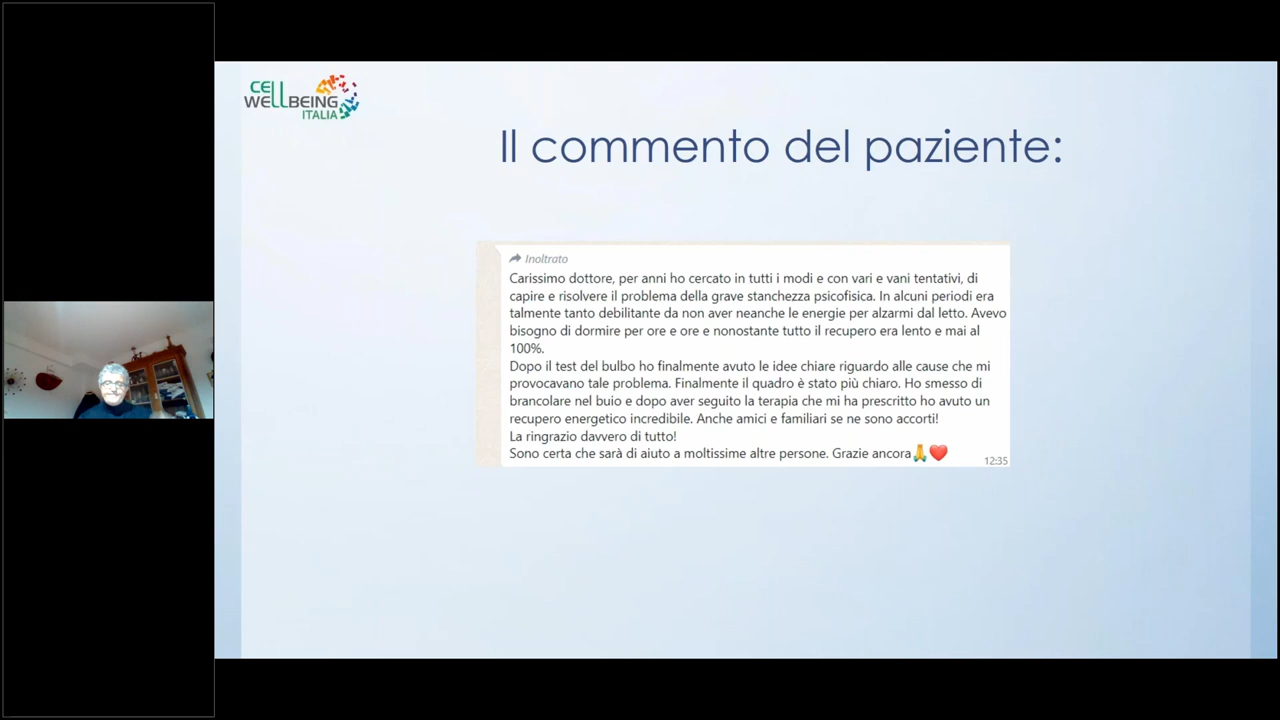 CELL
WELLBEING
ITALIA
Il commento del paziente:
Inoltrato
Carissimo dottore, per anni ho cercato in tutti i modi e con vari e vani tentativi, di
capire e risolvere il problema della grave stanchezza psicofisica. In alcuni periodi era
talmente tanto debilitante da non aver neanche le energie per alzarmi dal letto. Avevo
bisogno di dormire per ore e ore e nonostante tutto il recupero era lento e mai al
100%.
Dopo il test del bulbo ho finalmente avuto le idee chiare riguardo alle cause che mi
provocavano tale problema. Finalmente il quadro è stato più chiaro. Ho smesso di
brancolare nel buio e dopo aver seguito la terapia che mi ha prescritto ho avuto un
recupero energetico incredibile. Anche amici e familiari se ne sono accorti!
La ringrazio davvero di tutto!
Sono certa che sarà di aiuto a moltissime altre persone. Grazie ancora🙏❤️
12:35